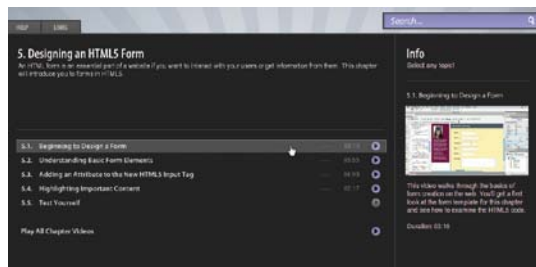 HELP LINKS
Search...
5. Designing an HTML5 Form
An HTML form is an essential part of a website if you want to interact with your users or get information from them. This chapter
will introduce you to forms in HTML5.
5.1. Beginning to Design a Form 03:16
5.2. Understanding Basic Form Elements
5.3. Adding an Attribute to the New HTML5 Input Tag
5.4. Highlighting Important Content 02:17
5.5. Test Yourself
Play All Chapter Videos
Info
Select any topic!
5.1. Beginning to Design a Form
This video walks through the basics of
form creation on the web. You'll get a first
look at the form template for this chapter
and see how to examine the HTML5 code.
Duration: 03:16